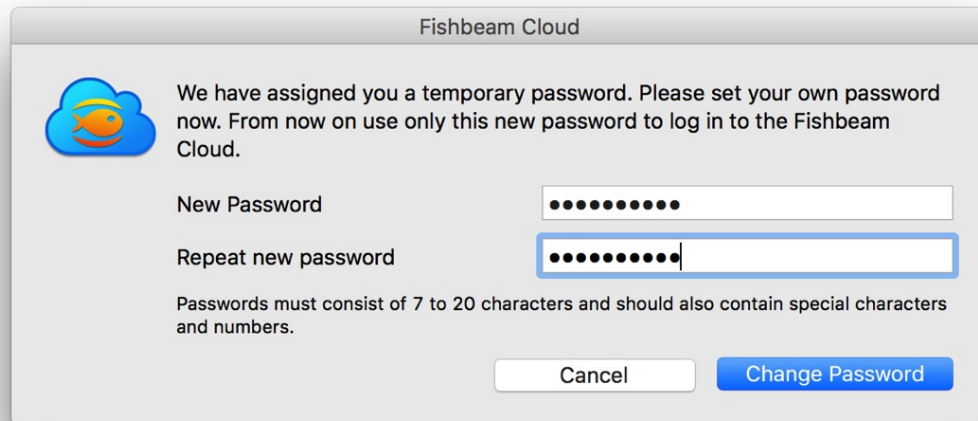 Fishbeam Cloud
We have assigned you a temporary password. Please set your own password
now. From now on use only this new password to log in to the Fishbeam
Cloud.
New Password ●●●●●●●●●●
Repeat new password ●●●●●●●●●●
Passwords must consist of 7 to 20 characters and should also contain special characters
and numbers.
Cancel Change Password